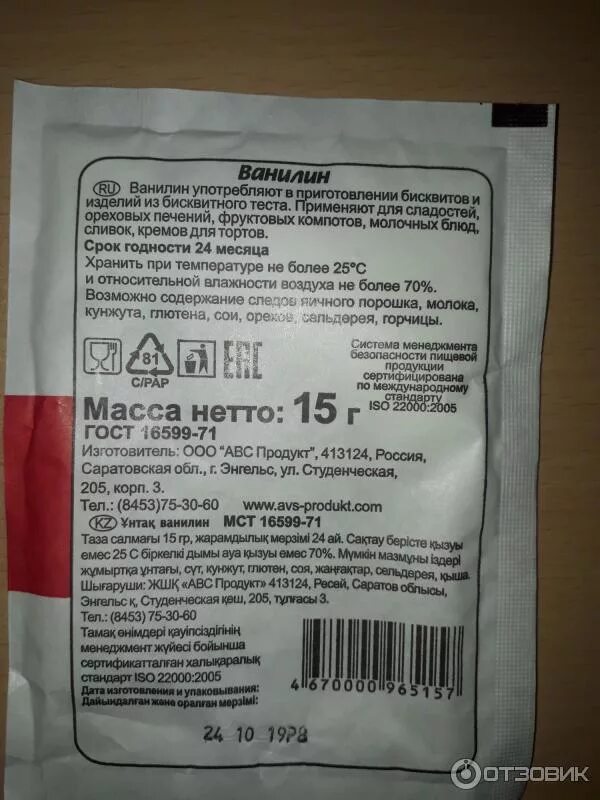 Ванилин
RU Ванилин употребляют в приготовлении бисквитов и
изделий из бисквитного теста. Применяют для сладостей,
ореховых печений, фруктовых компотов, молочных блюд,
сливок, кремов для тортов.
Срок годности 24 месяца
Хранить при температуре не более 25°С
и относительной влажности воздуха не более 70%.
Возможно содержание следов яичного порошка, молока,
кунжута, глютена, сои, орехов, сельдерея, горчицы.
81
C/PAP
EAC
Система менеджмента
безопасности пищевой
продукции
сертифицирована
по международному
стандарту
ISO 22000:2005
Масса нетто: 15 г
ГОСТ 16599-71
Изготовитель: ООО "АВС Продукт", 413124, Россия,
Саратовская обл., г. Энгельс, ул. Студенческая,
205, корп. 3.
Тел.: (8453)75-30-60 www.avs-produkt.com
KZ Ұнтақ ванилин МСТ 16599-71
Таза салмағы 15 гр, жарамдылық мерзімі 24 ай. Сақтау берісте қызуы
емес 25 С біркелкі дымы ауа қызуы емес 70%. Мүмкін мазмұны іздері
жұмыртқа ұнтағы, сүт, кунжут, глютен, соя, жаңғақтар, сельдерея, қыша.
Шығаруши: ЖШҚ «АВС Продукт» 413124, Ресей, Саратов облысы,
Энгельс қ, Студенческая кеш, 205, тұлғасы 3.
Тел.: (8453) 75-30-60
Тамақ өнімдері қауіпсіздігінің
менеджмент жүйесі бойынша
сертификатталған халықаралық
стандарт ISO 22000:2005
Дата изготовления и упаковывания:
Дайындалған және оралған мерзімі:
4 670000 965157
24 10 19P8
ОТЗОВИК